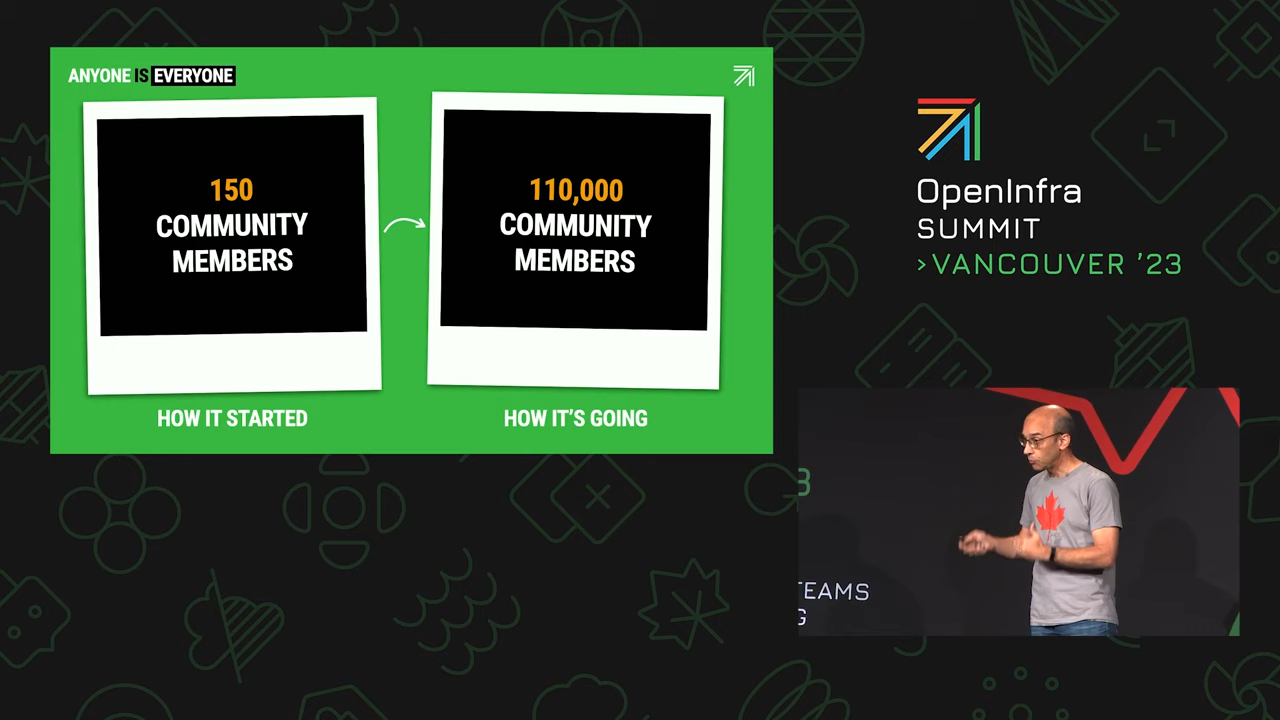 ANYONE IS EVERYONE
150
COMMUNITY
MEMBERS
HOW IT STARTED
110,000
COMMUNITY
MEMBERS
HOW IT'S GOING
OpenInfra
SUMMIT
>VANCOUVER ’23
3
TEAMS
G